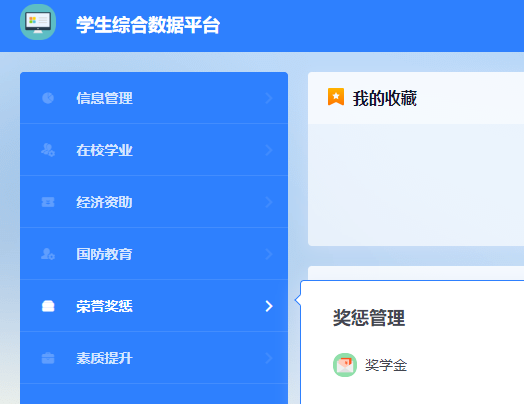 学生综合数据平台
信息管理
在校学业
经济资助
国防教育
荣誉奖惩
素质提升
我的收藏
奖惩管理
奖学金